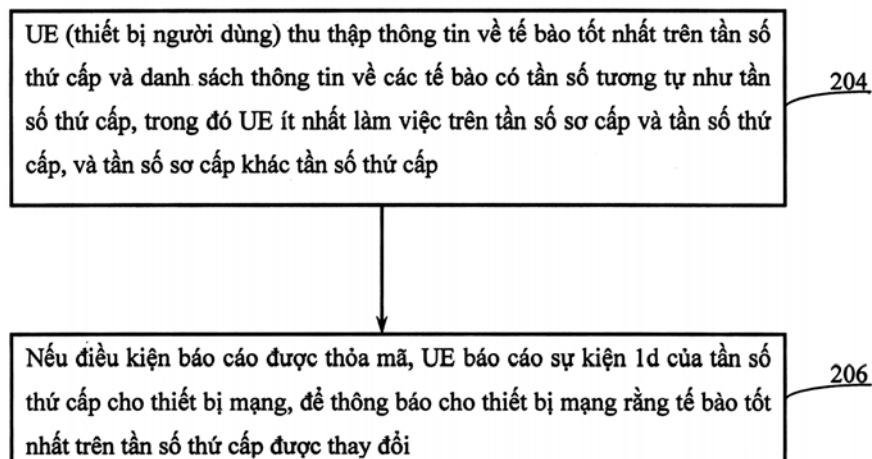 UE (thiết bị người dùng) thu thập thông tin về tế bào tốt nhất trên tần số
thứ cấp và danh sách thông tin về các tế bào có tần số tương tự như tần
số thứ cấp, trong đó UE ít nhất làm việc trên tần số sơ cấp và tần số thứ
cấp, và tần số sơ cấp khác tần số thứ cấp
204
Nếu điều kiện báo cáo được thỏa mã, UE báo cáo sự kiện 1d của tần số
thứ cấp cho thiết bị mạng, để thông báo cho thiết bị mạng rằng tế bào tốt
nhất trên tần số thứ cấp được thay đổi
206